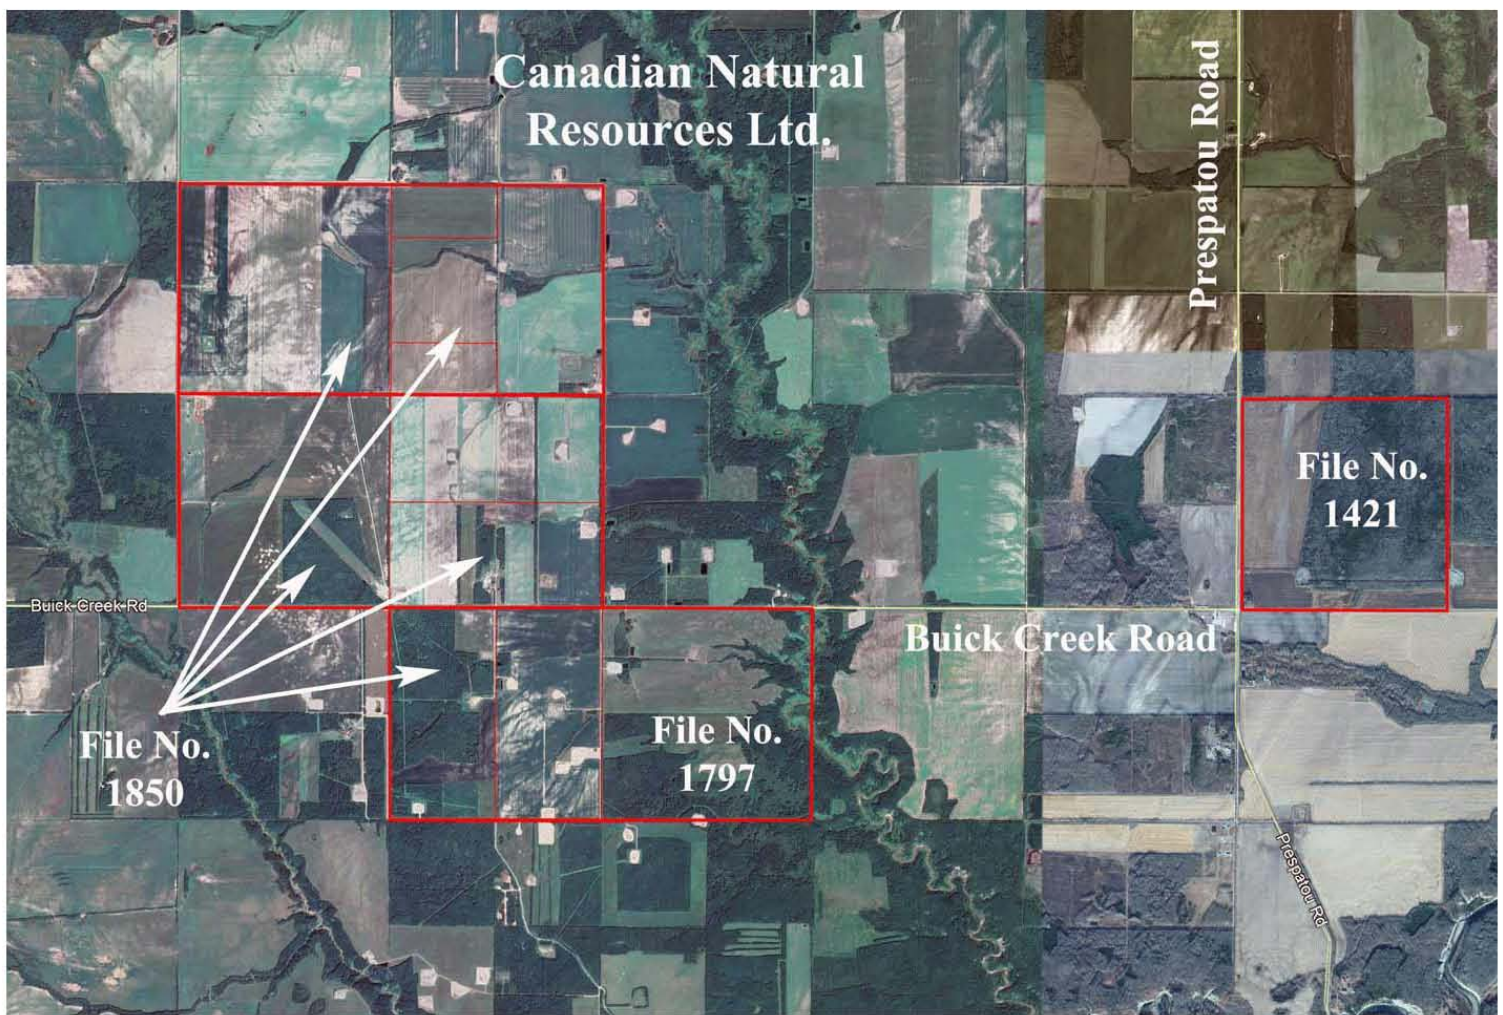 Canadian Natural
Resources Ltd.
Prespatou Road
File No.
1421
Buick Creek Rd
Buick Creek Road
File No.
1850
File No.
1797
Prespatou Rd